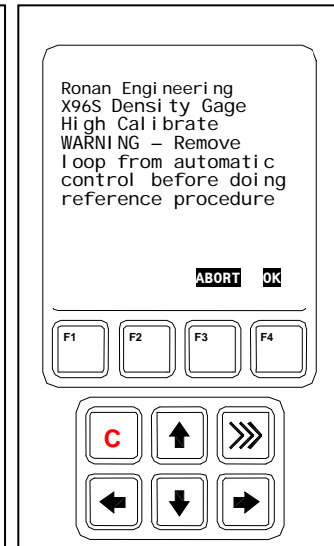 Ronan Engineering
X96S Density Gage
High Calibrate
WARNING – Remove
loop from automatic
control before doing
reference procedure
ABORT OK
F1 F2 F3 F4
C